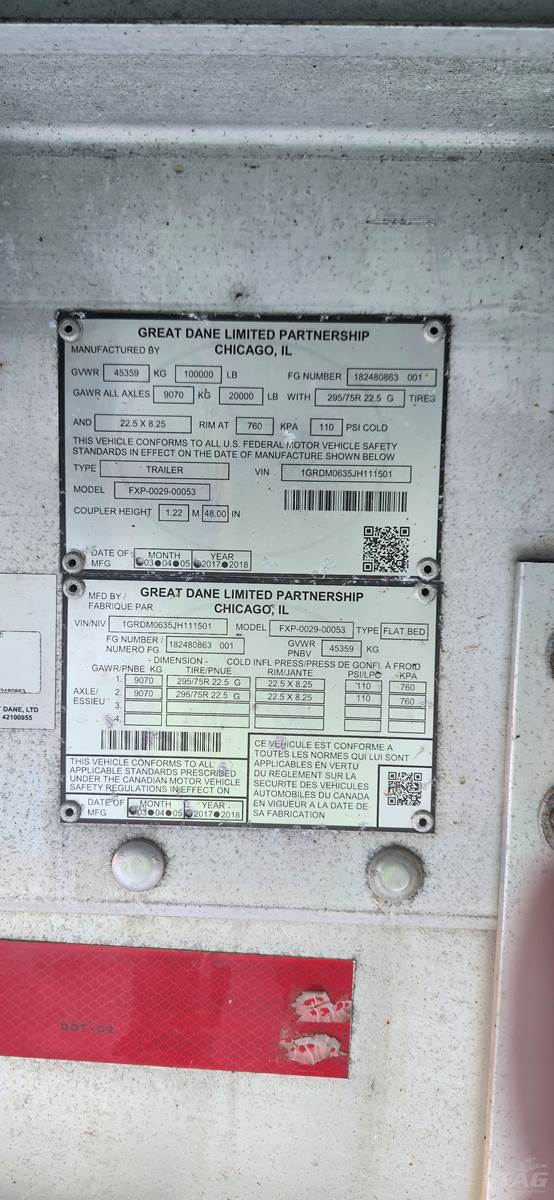 GREAT DANE LIMITED PARTNERSHIP
MANUFACTURED BY CHICAGO, IL
GVWR 45359 KG 100000 LB FG NUMBER 182480863 001
GAWR ALL AXLES 9070 KG 20000 LB WITH 295/75R 22.5 G TIRES
AND 22.5 X 8.25 RIM AT 760 KPA 110 PSI COLD
THIS VEHICLE CONFORMS TO ALL U.S. FEDERAL MOTOR VEHICLE SAFETY
STANDARDS IN EFFECT ON THE DATE OF MANUFACTURE SHOWN BELOW
TYPE TRAILER VIN 1GRDM0635JH111501
MODEL FXP-0029-00053
COUPLER HEIGHT 1.22 M 48.00 IN
DATE OF MONTH YEAR
MFG 03 04 05 2017 2018
MFD BY / GREAT DANE LIMITED PARTNERSHIP
FABRIQUE PAR CHICAGO, IL
VIN/NIV 1GRDM0635JH111501 MODEL FXP-0029-00053 TYPE FLAT BED
FG NUMBER / NUMERO FG 182480863 001 GVWR PNBV 45359 KG
- DIMENSION - COLD INFL PRESS/PRESS DE GONFL À FROID
GAWR/PNBE KG TIRE/PNUE RIM/JANTE PSI/LPC KPA
1. 9070 295/75R 22.5 G 22.5 X 8.25 110 760
AXLE/ ESSIEU 2. 9070 295/75R 22.5 G 22.5 X 8.25 110 760
3.
4.
THIS VEHICLE CONFORMS TO ALL
APPLICABLE STANDARDS PRESCRIBED
UNDER THE CANADIAN MOTOR VEHICLE
SAFETY REGULATIONS IN EFFECT ON
DATE OF MONTH YEAR
MFG 03 04 05 2017 2018
CE VEHICULE EST CONFORME A
TOUTES LES NORMES QUI LUI SONT
APPLICABLES EN VERTU
DU REGLEMENT SUR LA
SECURITE DES VEHICULES
AUTOMOBILES DU CANADA
EN VIGUEUR A LA DATE DE
SA FABRICATION
DANE, LTD
42100955
DOT-C2